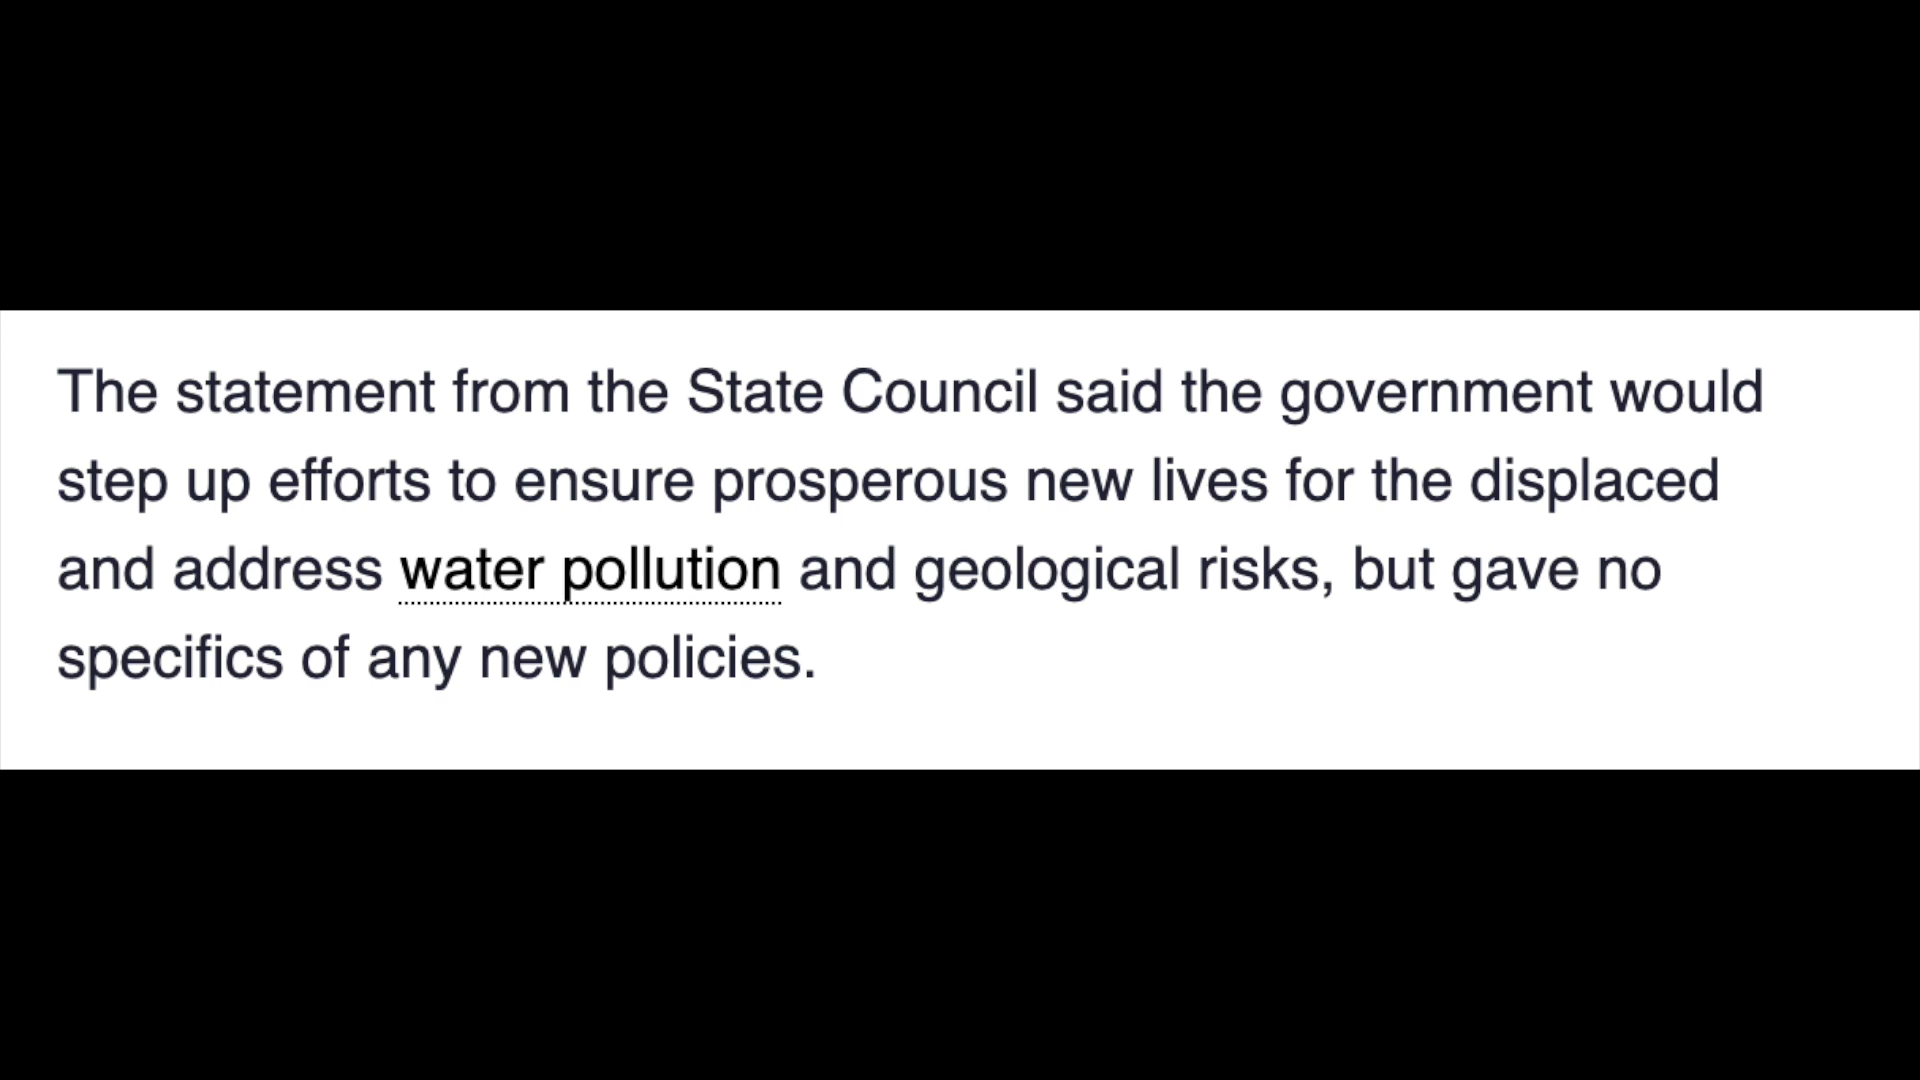 The statement from the State Council said the government would
step up efforts to ensure prosperous new lives for the displaced
and address water pollution and geological risks, but gave no
specifics of any new policies.